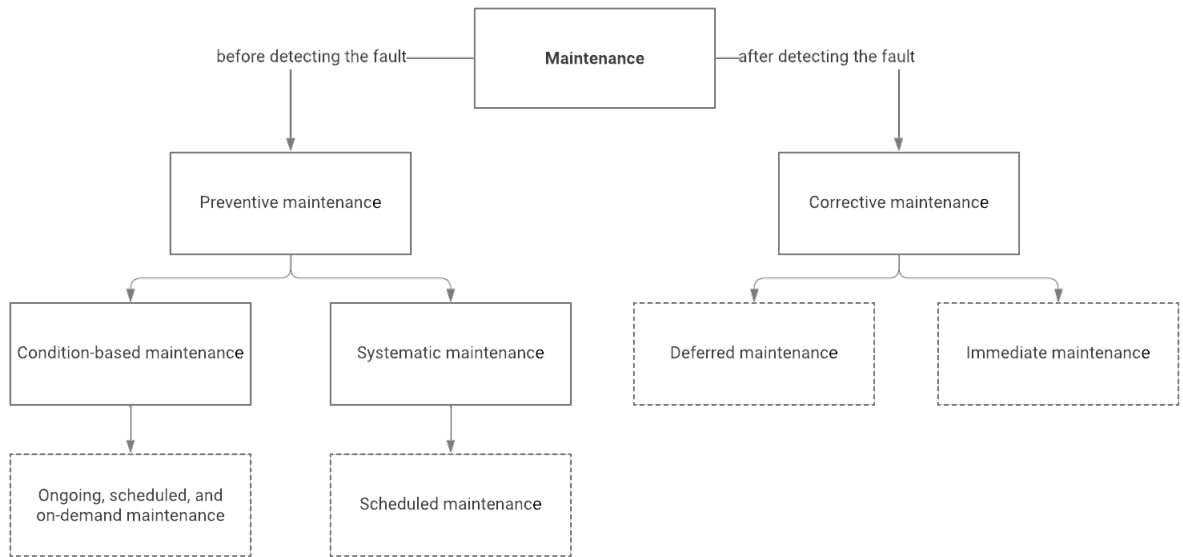 Maintenance
before detecting the fault
after detecting the fault
Preventive maintenance
Corrective maintenance
Condition-based maintenance
Systematic maintenance
Deferred maintenance
Immediate maintenance
Ongoing, scheduled, and
on-demand maintenance
Scheduled maintenance